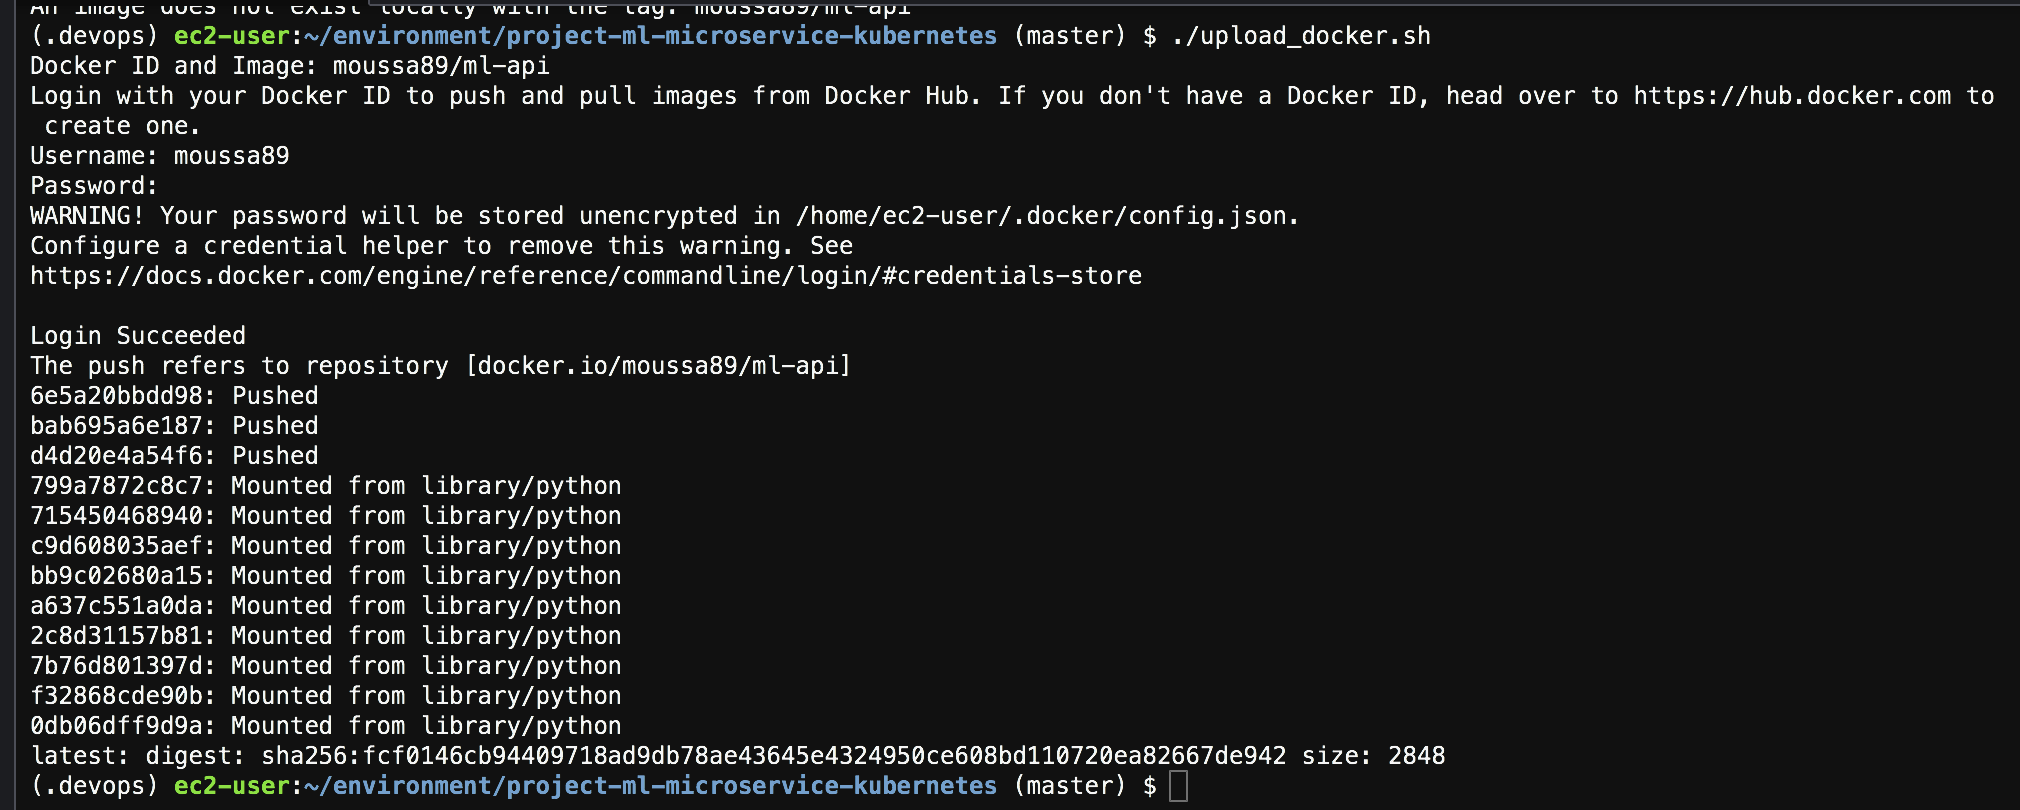 An image does not exist locally with the tag: moussa89/ml-api
(.devops) ec2-user:~/environment/project-ml-microservice-kubernetes (master) $ ./upload_docker.sh
Docker ID and Image: moussa89/ml-api
Login with your Docker ID to push and pull images from Docker Hub. If you don't have a Docker ID, head over to https://hub.docker.com to
 create one.
Username: moussa89
Password:
WARNING! Your password will be stored unencrypted in /home/ec2-user/.docker/config.json.
Configure a credential helper to remove this warning. See
https://docs.docker.com/engine/reference/commandline/login/#credentials-store

Login Succeeded
The push refers to repository [docker.io/moussa89/ml-api]
6e5a20bbdd98: Pushed
bab695a6e187: Pushed
d4d20e4a54f6: Pushed
799a7872c8c7: Mounted from library/python
715450468940: Mounted from library/python
c9d608035aef: Mounted from library/python
bb9c02680a15: Mounted from library/python
a637c551a0da: Mounted from library/python
2c8d31157b81: Mounted from library/python
7b76d801397d: Mounted from library/python
f32868cde90b: Mounted from library/python
0db06dff9d9a: Mounted from library/python
latest: digest: sha256:fcf0146cb94409718ad9db78ae43645e4324950ce608bd110720ea82667de942 size: 2848
(.devops) ec2-user:~/environment/project-ml-microservice-kubernetes (master) $